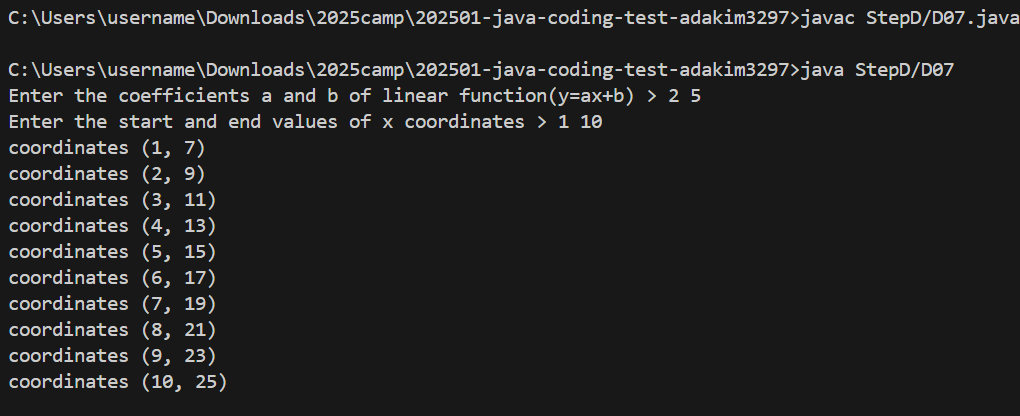 C:\Users\username\Downloads\2025camp\202501-java-coding-test-adakim3297>javac StepD/D07.java
C:\Users\username\Downloads\2025camp\202501-java-coding-test-adakim3297>java StepD/D07
Enter the coefficients a and b of linear function(y=ax+b) > 2 5
Enter the start and end values of x coordinates > 1 10
coordinates (1, 7)
coordinates (2, 9)
coordinates (3, 11)
coordinates (4, 13)
coordinates (5, 15)
coordinates (6, 17)
coordinates (7, 19)
coordinates (8, 21)
coordinates (9, 23)
coordinates (10, 25)